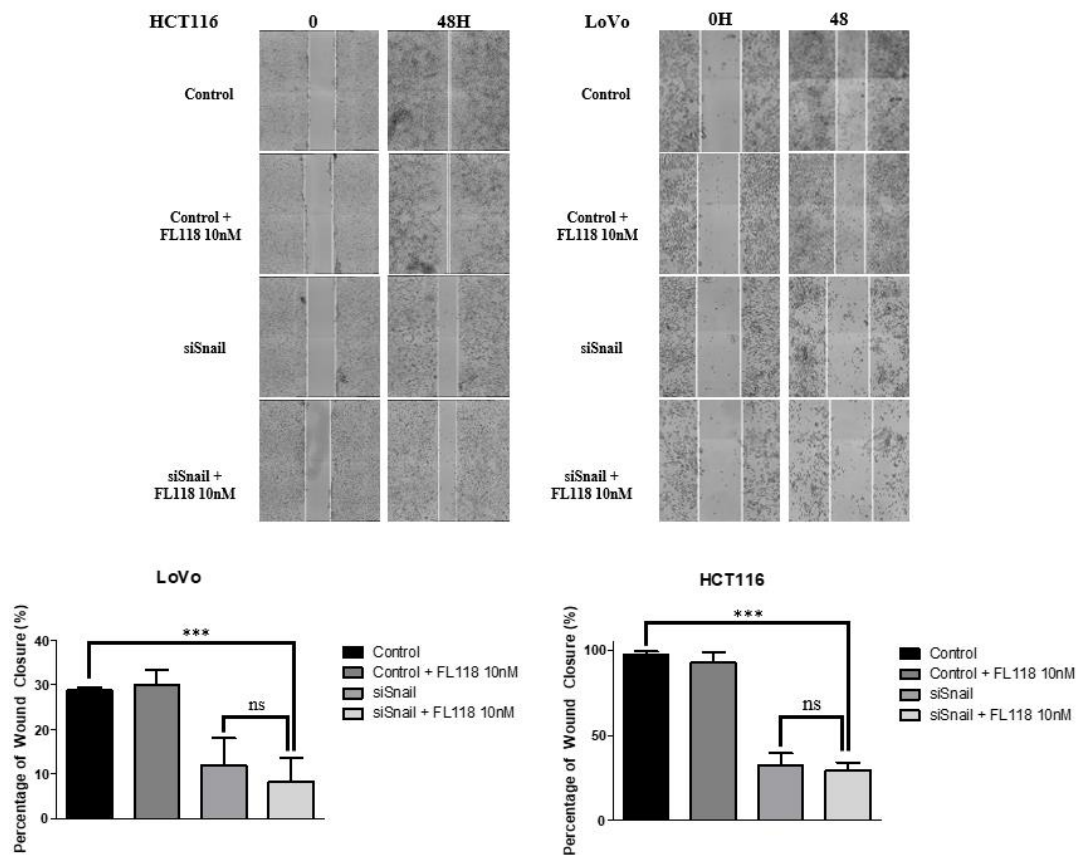 HCT116 0 48H
Control
Control +
FL118 10nM
siSnail
siSnail +
FL118 10nM
LoVo 0H 48
Control
Control +
FL118 10nM
siSnail
siSnail +
FL118 10nM
LoVo
Percentage of Wound Closure (%)
40
30
20
10
0
***
ns
Control
Control + FL118 10nM
siSnail
siSnail + FL118 10nM
HCT116
Percentage of Wound Closure (%)
100
50
0
***
ns
Control
Control + FL118 10nM
siSnail
siSnail + FL118 10nM